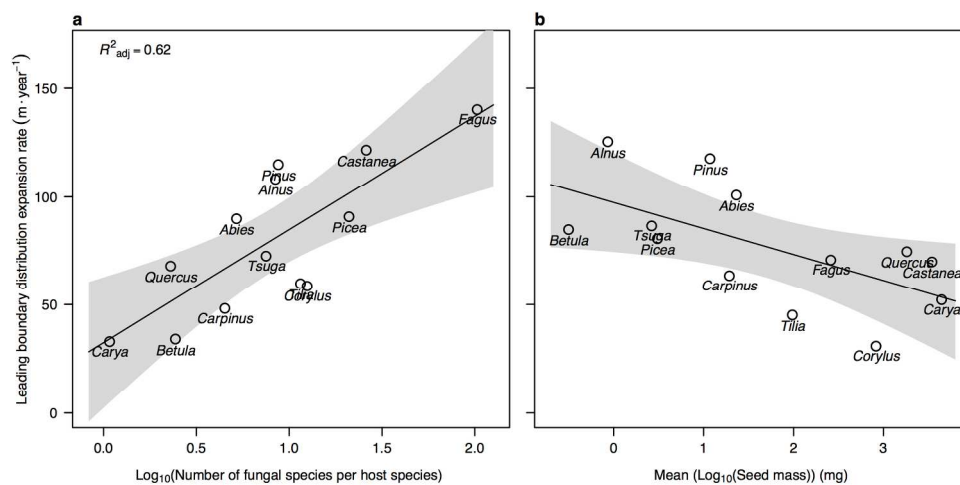 a
R²adj = 0.62
Leading boundary distribution expansion rate (m · year⁻¹)
150
100
50
0
Fagus
Castanea
Pinus
Alnus
Picea
Abies
Tsuga
Quercus
Tilia
Corylus
Carpinus
Carya
Betula
0.0 0.5 1.0 1.5 2.0
Log₁₀(Number of fungal species per host species)
b
Alnus
Pinus
Abies
Betula
Tsuga
Picea
Carpinus
Fagus
Quercus
Castanea
Carya
Tilia
Corylus
0 1 2 3
Mean (Log₁₀(Seed mass)) (mg)